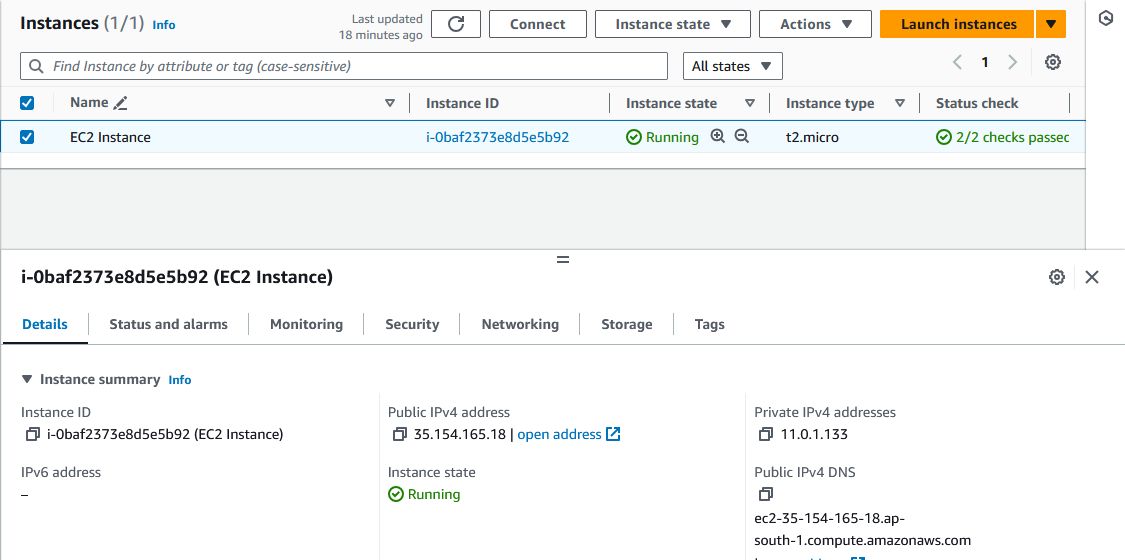 Instances (1/1) Info
Last updated
18 minutes ago
Connect
Instance state
Actions
Launch instances
Find Instance by attribute or tag (case-sensitive)
All states
1
Name
Instance ID
Instance state
Instance type
Status check
EC2 Instance
i-0baf2373e8d5e5b92
Running
t2.micro
2/2 checks passed
i-0baf2373e8d5e5b92 (EC2 Instance)
Details
Status and alarms
Monitoring
Security
Networking
Storage
Tags
Instance summary Info
Instance ID
i-0baf2373e8d5e5b92 (EC2 Instance)
Public IPv4 address
35.154.165.18 | open address
Private IPv4 addresses
11.0.1.133
IPv6 address
–
Instance state
Running
Public IPv4 DNS
ec2-35-154-165-18.ap-
south-1.compute.amazonaws.com